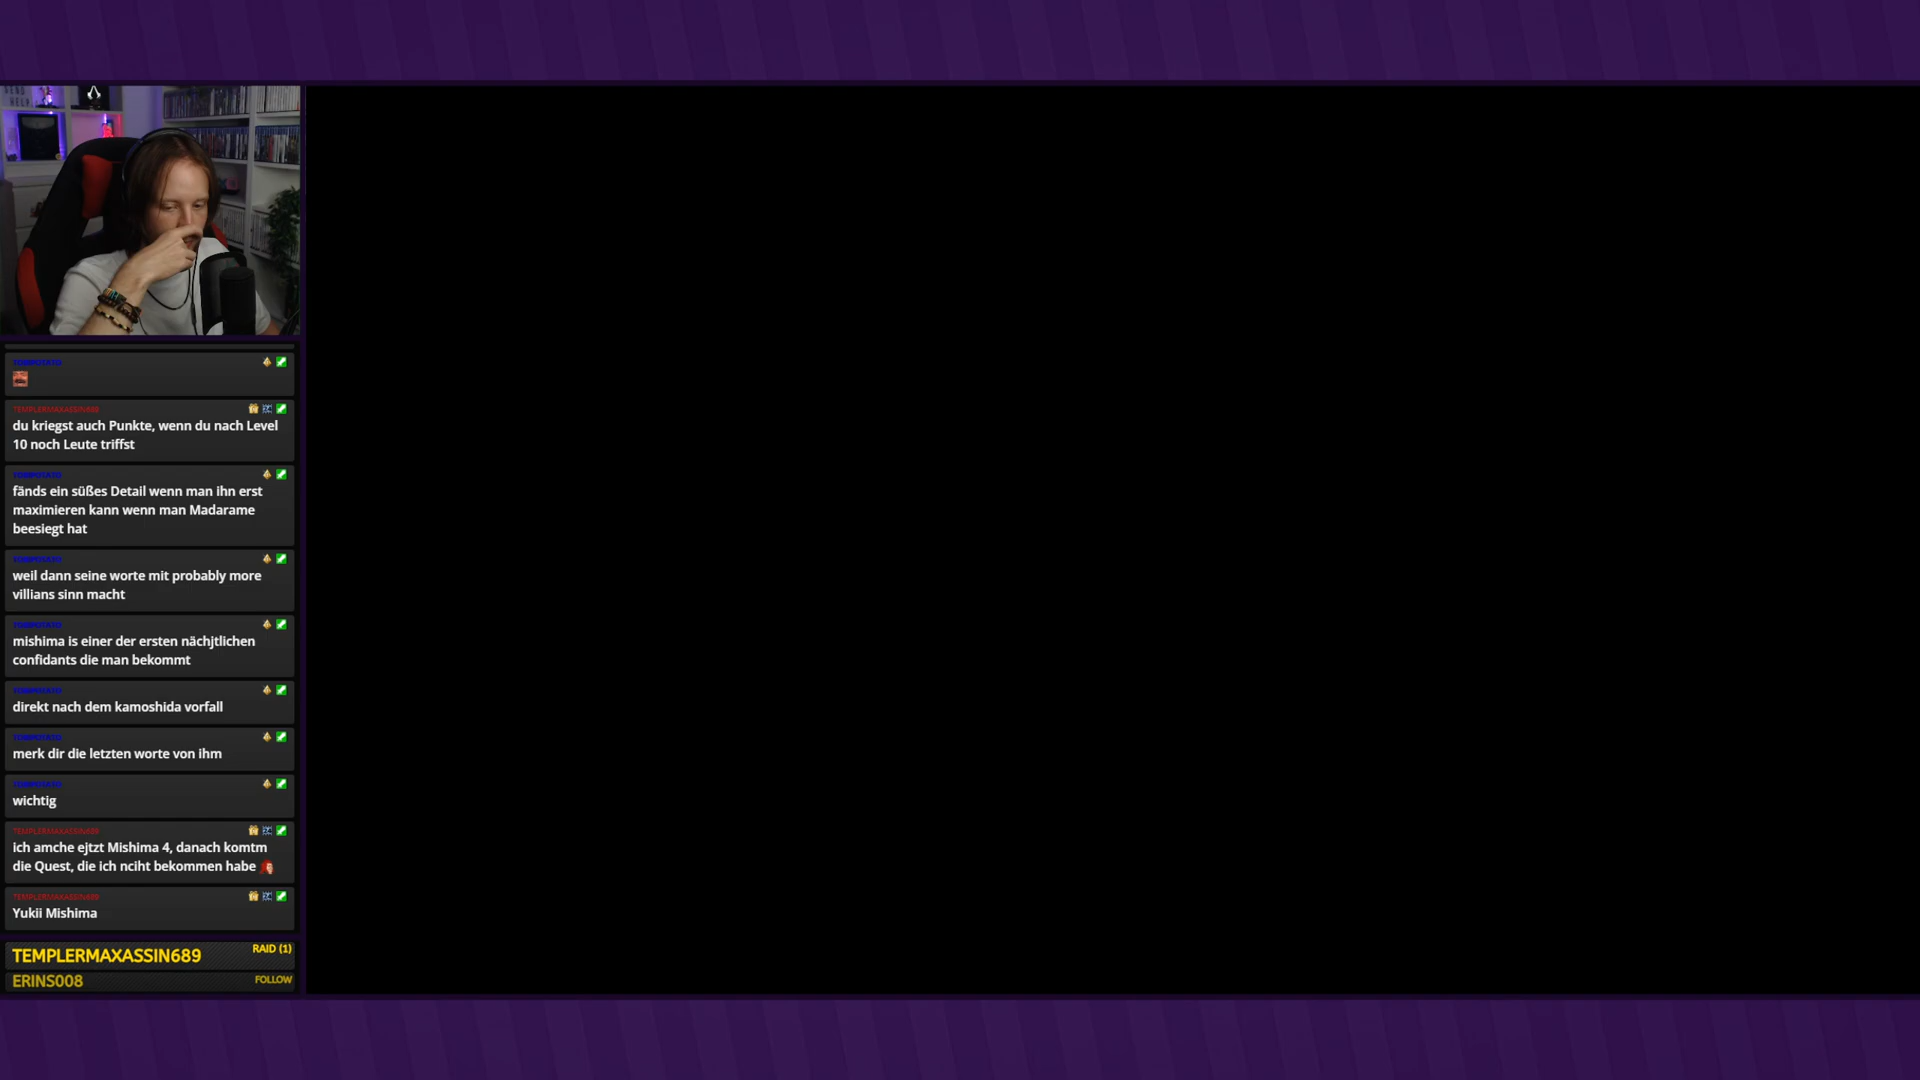 TEMPLERMAXASSIN689
du kriegst auch Punkte, wenn du nach Level
10 noch Leute triffst
fänds ein süßes Detail wenn man ihn erst
maximieren kann wenn man Madarame
beesiegt hat
weil dann seine worte mit probably more
villians sinn macht
mishima is einer der ersten nächjtlichen
confidants die man bekommt
direkt nach dem kamoshida vorfall
merk dir die letzten worte von ihm
wichtig
TEMPLERMAXASSIN689
ich amche ejtzt Mishima 4, danach komtm
die Quest, die ich nciht bekommen habe
TEMPLERMAXASSIN689
Yukii Mishima
TEMPLERMAXASSIN689 RAID (1)
ERINS008 FOLLOW